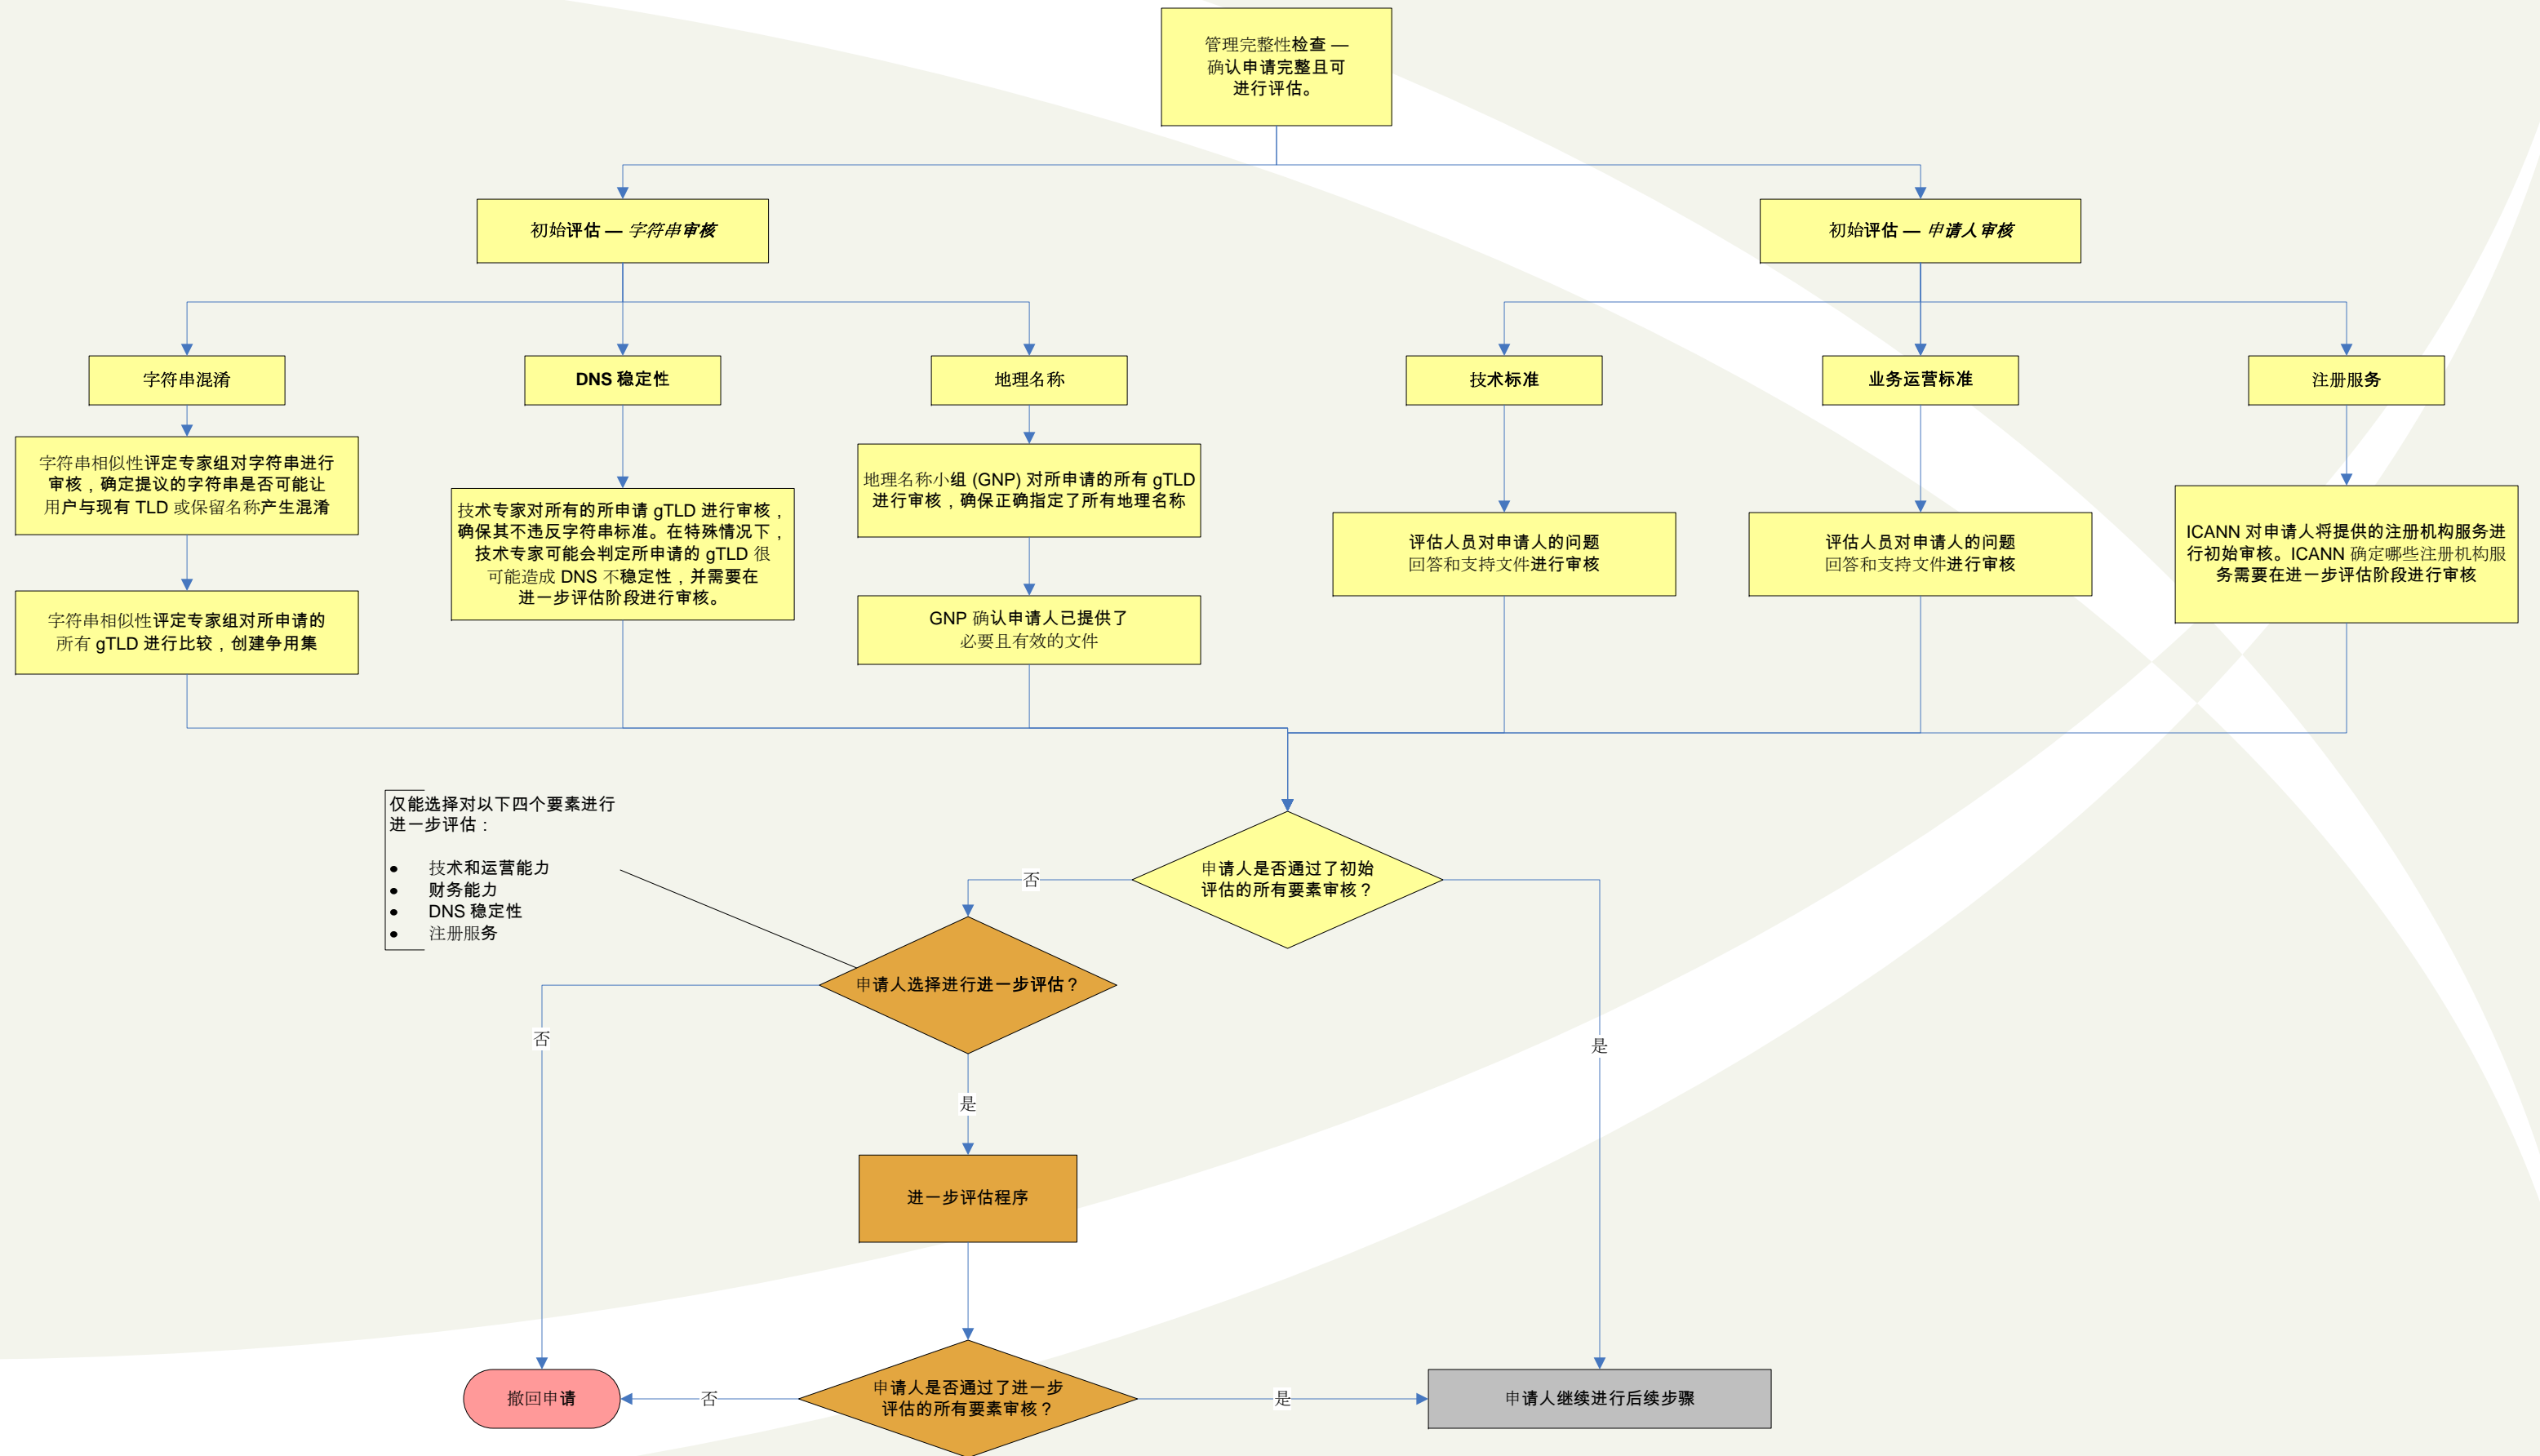 管理完整性检查 —
确认申请完整且可
进行评估。
初始评估 — 字符串审核
初始评估 — 申请人审核
字符串混淆
DNS 稳定性
地理名称
技术标准
业务运营标准
注册服务
字符串相似性评定专家组对字符串进行
审核，确定提议的字符串是否可能让
用户与现有 TLD 或保留名称产生混淆
技术专家对所有的所申请 gTLD 进行审核，
确保其不违反字符串标准。在特殊情况下，
技术专家可能会判定所申请的 gTLD 很
可能造成 DNS 不稳定性，并需要在
进一步评估阶段进行审核。
地理名称小组 (GNP) 对所申请的所有 gTLD
进行审核，确保正确指定了所有地理名称
评估人员对申请人的问题
回答和支持文件进行审核
评估人员对申请人的问题
回答和支持文件进行审核
ICANN 对申请人将提供的注册机构服务进
行初始审核。ICANN 确定哪些注册机构服
务需要在进一步评估阶段进行审核
字符串相似性评定专家组对所申请的
所有 gTLD 进行比较，创建争用集
GNP 确认申请人已提供了
必要且有效的文件
仅能选择对以下四个要素进行
进一步评估：
● 技术和运营能力
● 财务能力
● DNS 稳定性
● 注册服务
申请人是否通过了初始
评估的所有要素审核？
否
申请人选择进行进一步评估？
否
是
是
进一步评估程序
撤回申请
否
申请人是否通过了进一步
评估的所有要素审核？
是
申请人继续进行后续步骤